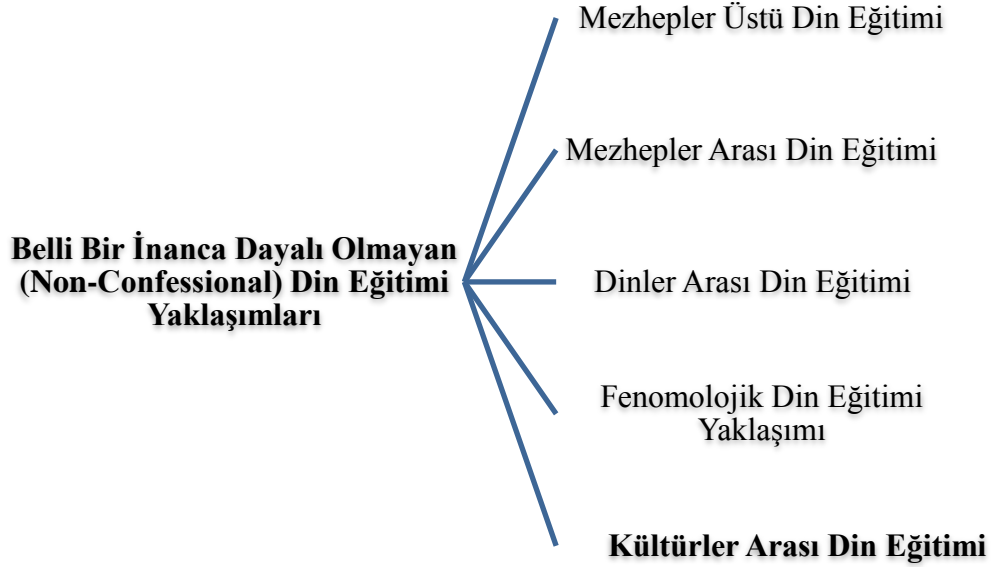 Mezhepler Üstü Din Eğitimi
Mezhepler Arası Din Eğitimi
Belli Bir İnanca Dayalı Olmayan
(Non-Confessional) Din Eğitimi
Yaklaşımları
Dinler Arası Din Eğitimi
Fenomolojik Din Eğitimi
Yaklaşımı
Kültürler Arası Din Eğitimi